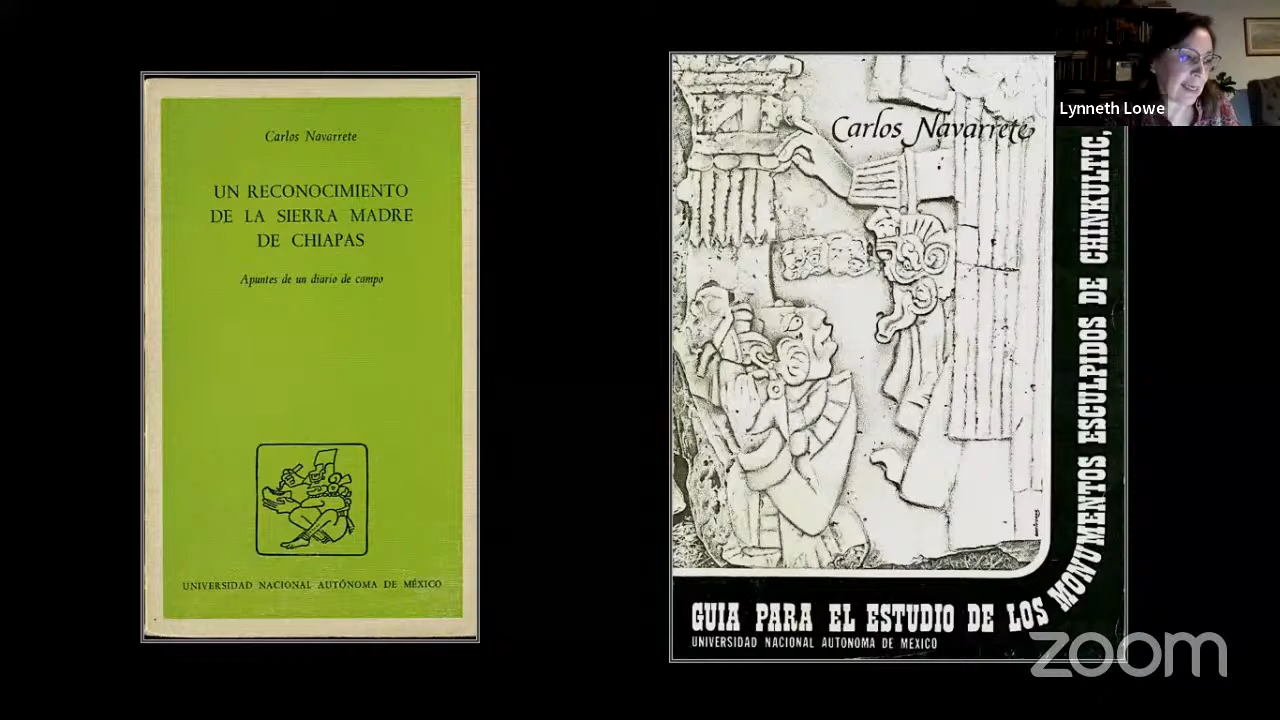 Carlos Navarrete
UN RECONOCIMIENTO
DE LA SIERRA MADRE
DE CHIAPAS
Apuntes de un diario de campo
UNIVERSIDAD NACIONAL AUTÓNOMA DE MÉXICO
Carlos Navarrete
GUIA PARA EL ESTUDIO DE LOS MONUMENTOS ESCULPIDOS DE CHINKULTIC,
UNIVERSIDAD NACIONAL AUTONOMA DE MEXICO
Lynneth Lowe
zoom